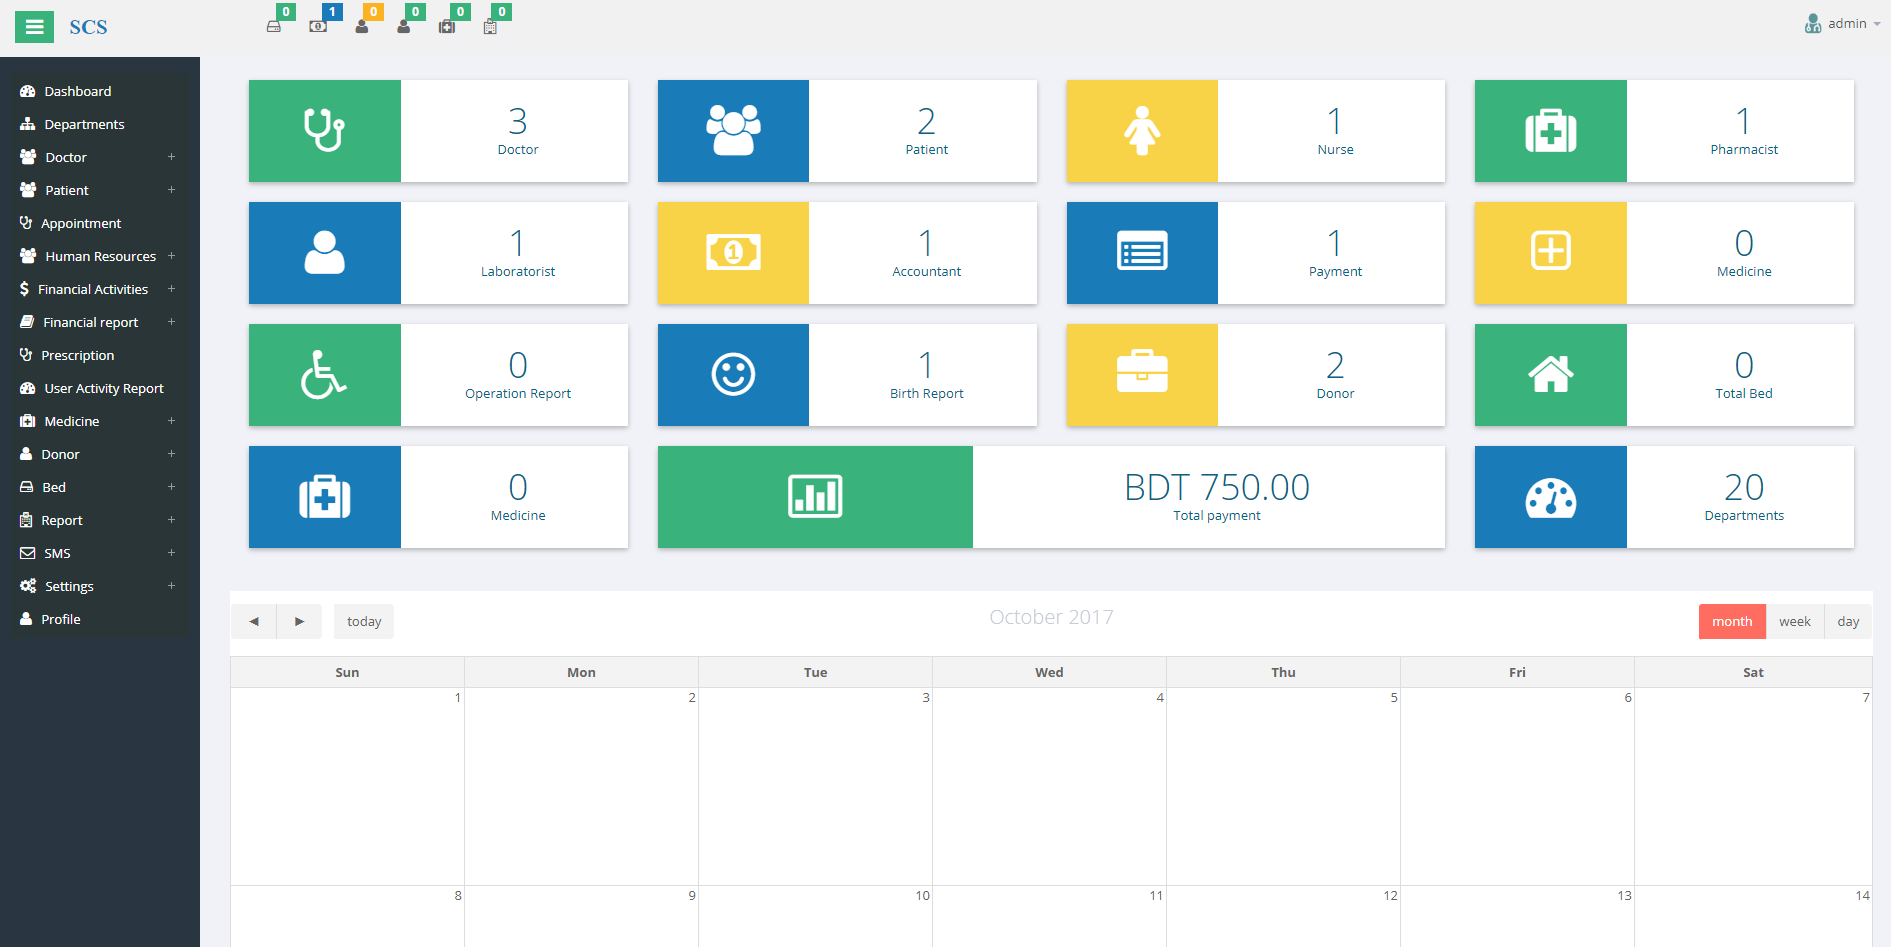 SCS
0 1 0 0 0 0
admin
Dashboard
Departments
Doctor +
Patient +
Appointment
Human Resources +
Financial Activities +
Financial report +
Prescription
User Activity Report
Medicine +
Donor +
Bed +
Report +
SMS +
Settings +
Profile
3
Doctor
2
Patient
1
Nurse
1
Pharmacist
1
Laboratorist
1
Accountant
1
Payment
0
Medicine
0
Operation Report
1
Birth Report
2
Donor
0
Total Bed
0
Medicine
BDT 750.00
Total payment
20
Departments
today
October 2017
month week day
Sun Mon Tue Wed Thu Fri Sat
1 2 3 4 5 6 7
8 9 10 11 12 13 14